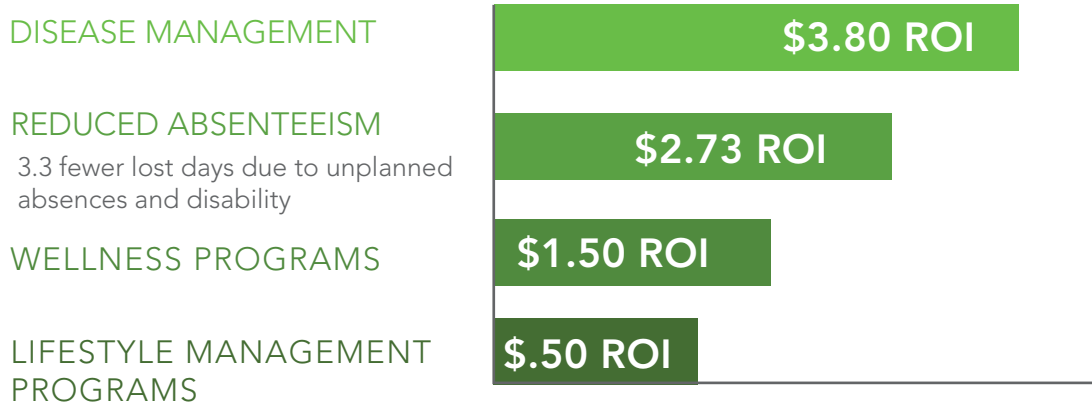 DISEASE MANAGEMENT
$3.80 ROI
REDUCED ABSENTEEISM
3.3 fewer lost days due to unplanned
absences and disability
$2.73 ROI
WELLNESS PROGRAMS
$1.50 ROI
LIFESTYLE MANAGEMENT
PROGRAMS
$.50 ROI